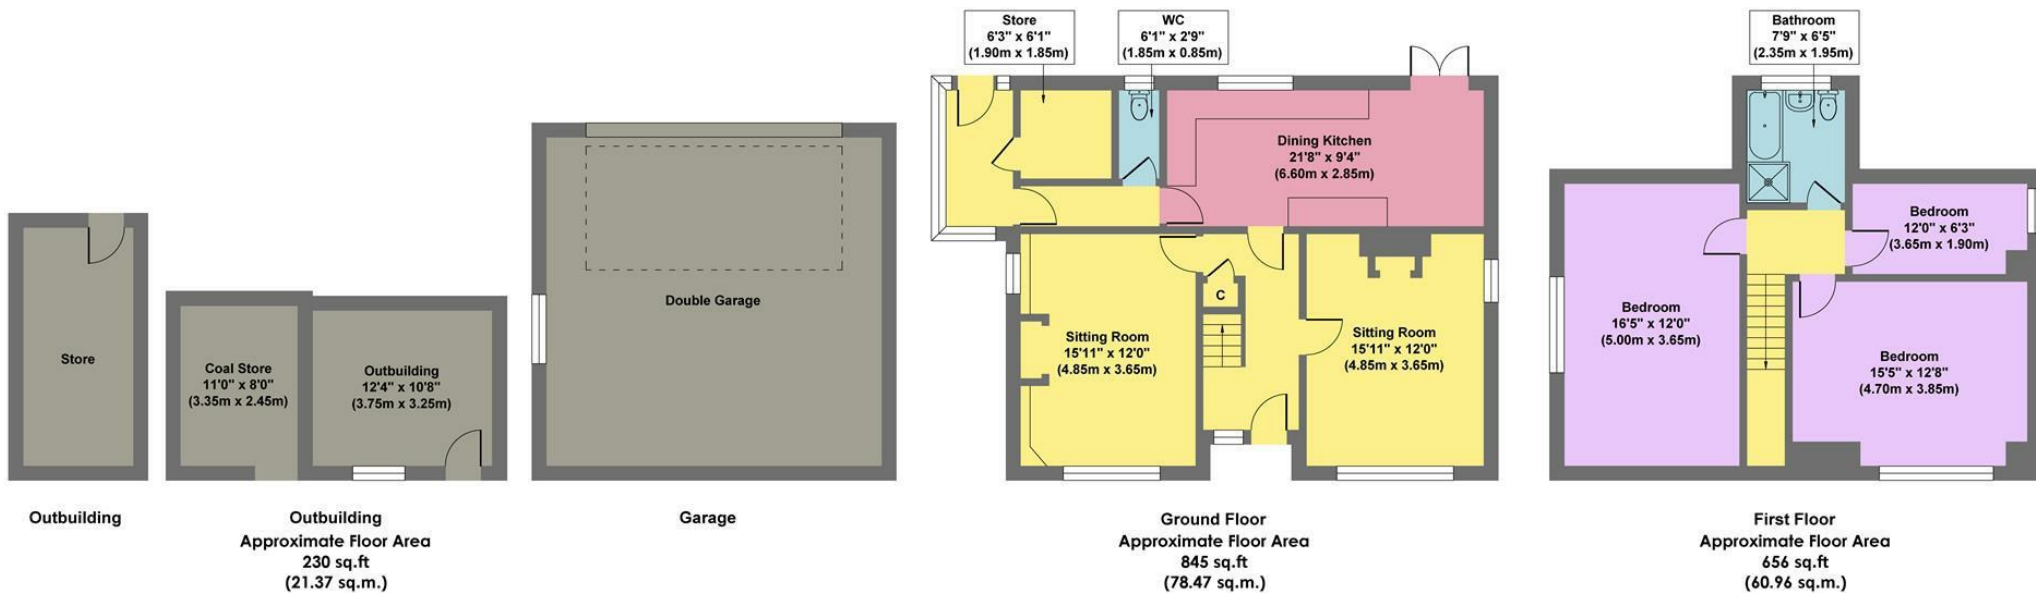 Store
Outbuilding
Coal Store
11'0" x 8'0"
(3.35m x 2.45m)
Outbuilding
12'4" x 10'8"
(3.75m x 3.25m)
Outbuilding
Approximate Floor Area
230 sq.ft
(21.37 sq.m.)
Double Garage
Garage
Store
6'3" x 6'1"
(1.90m x 1.85m)
WC
6'1" x 2'9"
(1.85m x 0.85m)
Dining Kitchen
21'8" x 9'4"
(6.60m x 2.85m)
C
Sitting Room
15'11" x 12'0"
(4.85m x 3.65m)
Sitting Room
15'11" x 12'0"
(4.85m x 3.65m)
Ground Floor
Approximate Floor Area
845 sq.ft
(78.47 sq.m.)
Bathroom
7'9" x 6'5"
(2.35m x 1.95m)
Bedroom
12'0" x 6'3"
(3.65m x 1.90m)
Bedroom
16'5" x 12'0"
(5.00m x 3.65m)
Bedroom
15'5" x 12'8"
(4.70m x 3.85m)
First Floor
Approximate Floor Area
656 sq.ft
(60.96 sq.m.)